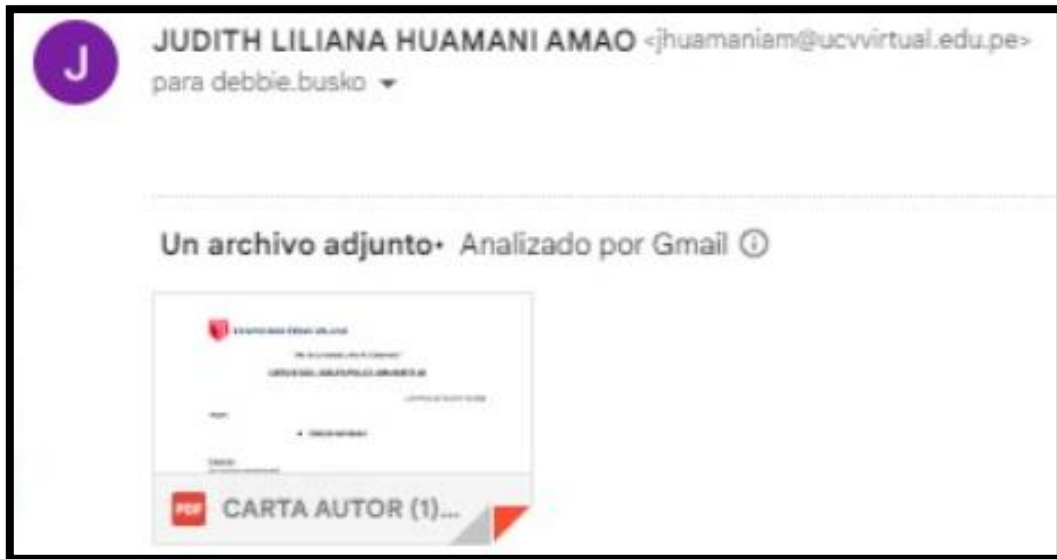 J
JUDITH LILIANA HUAMANI AMAO <jhuamaniam@ucvvirtual.edu.pe>
para debbie.busko
Un archivo adjunto• Analizado por Gmail
PDF
CARTA AUTOR (1)...